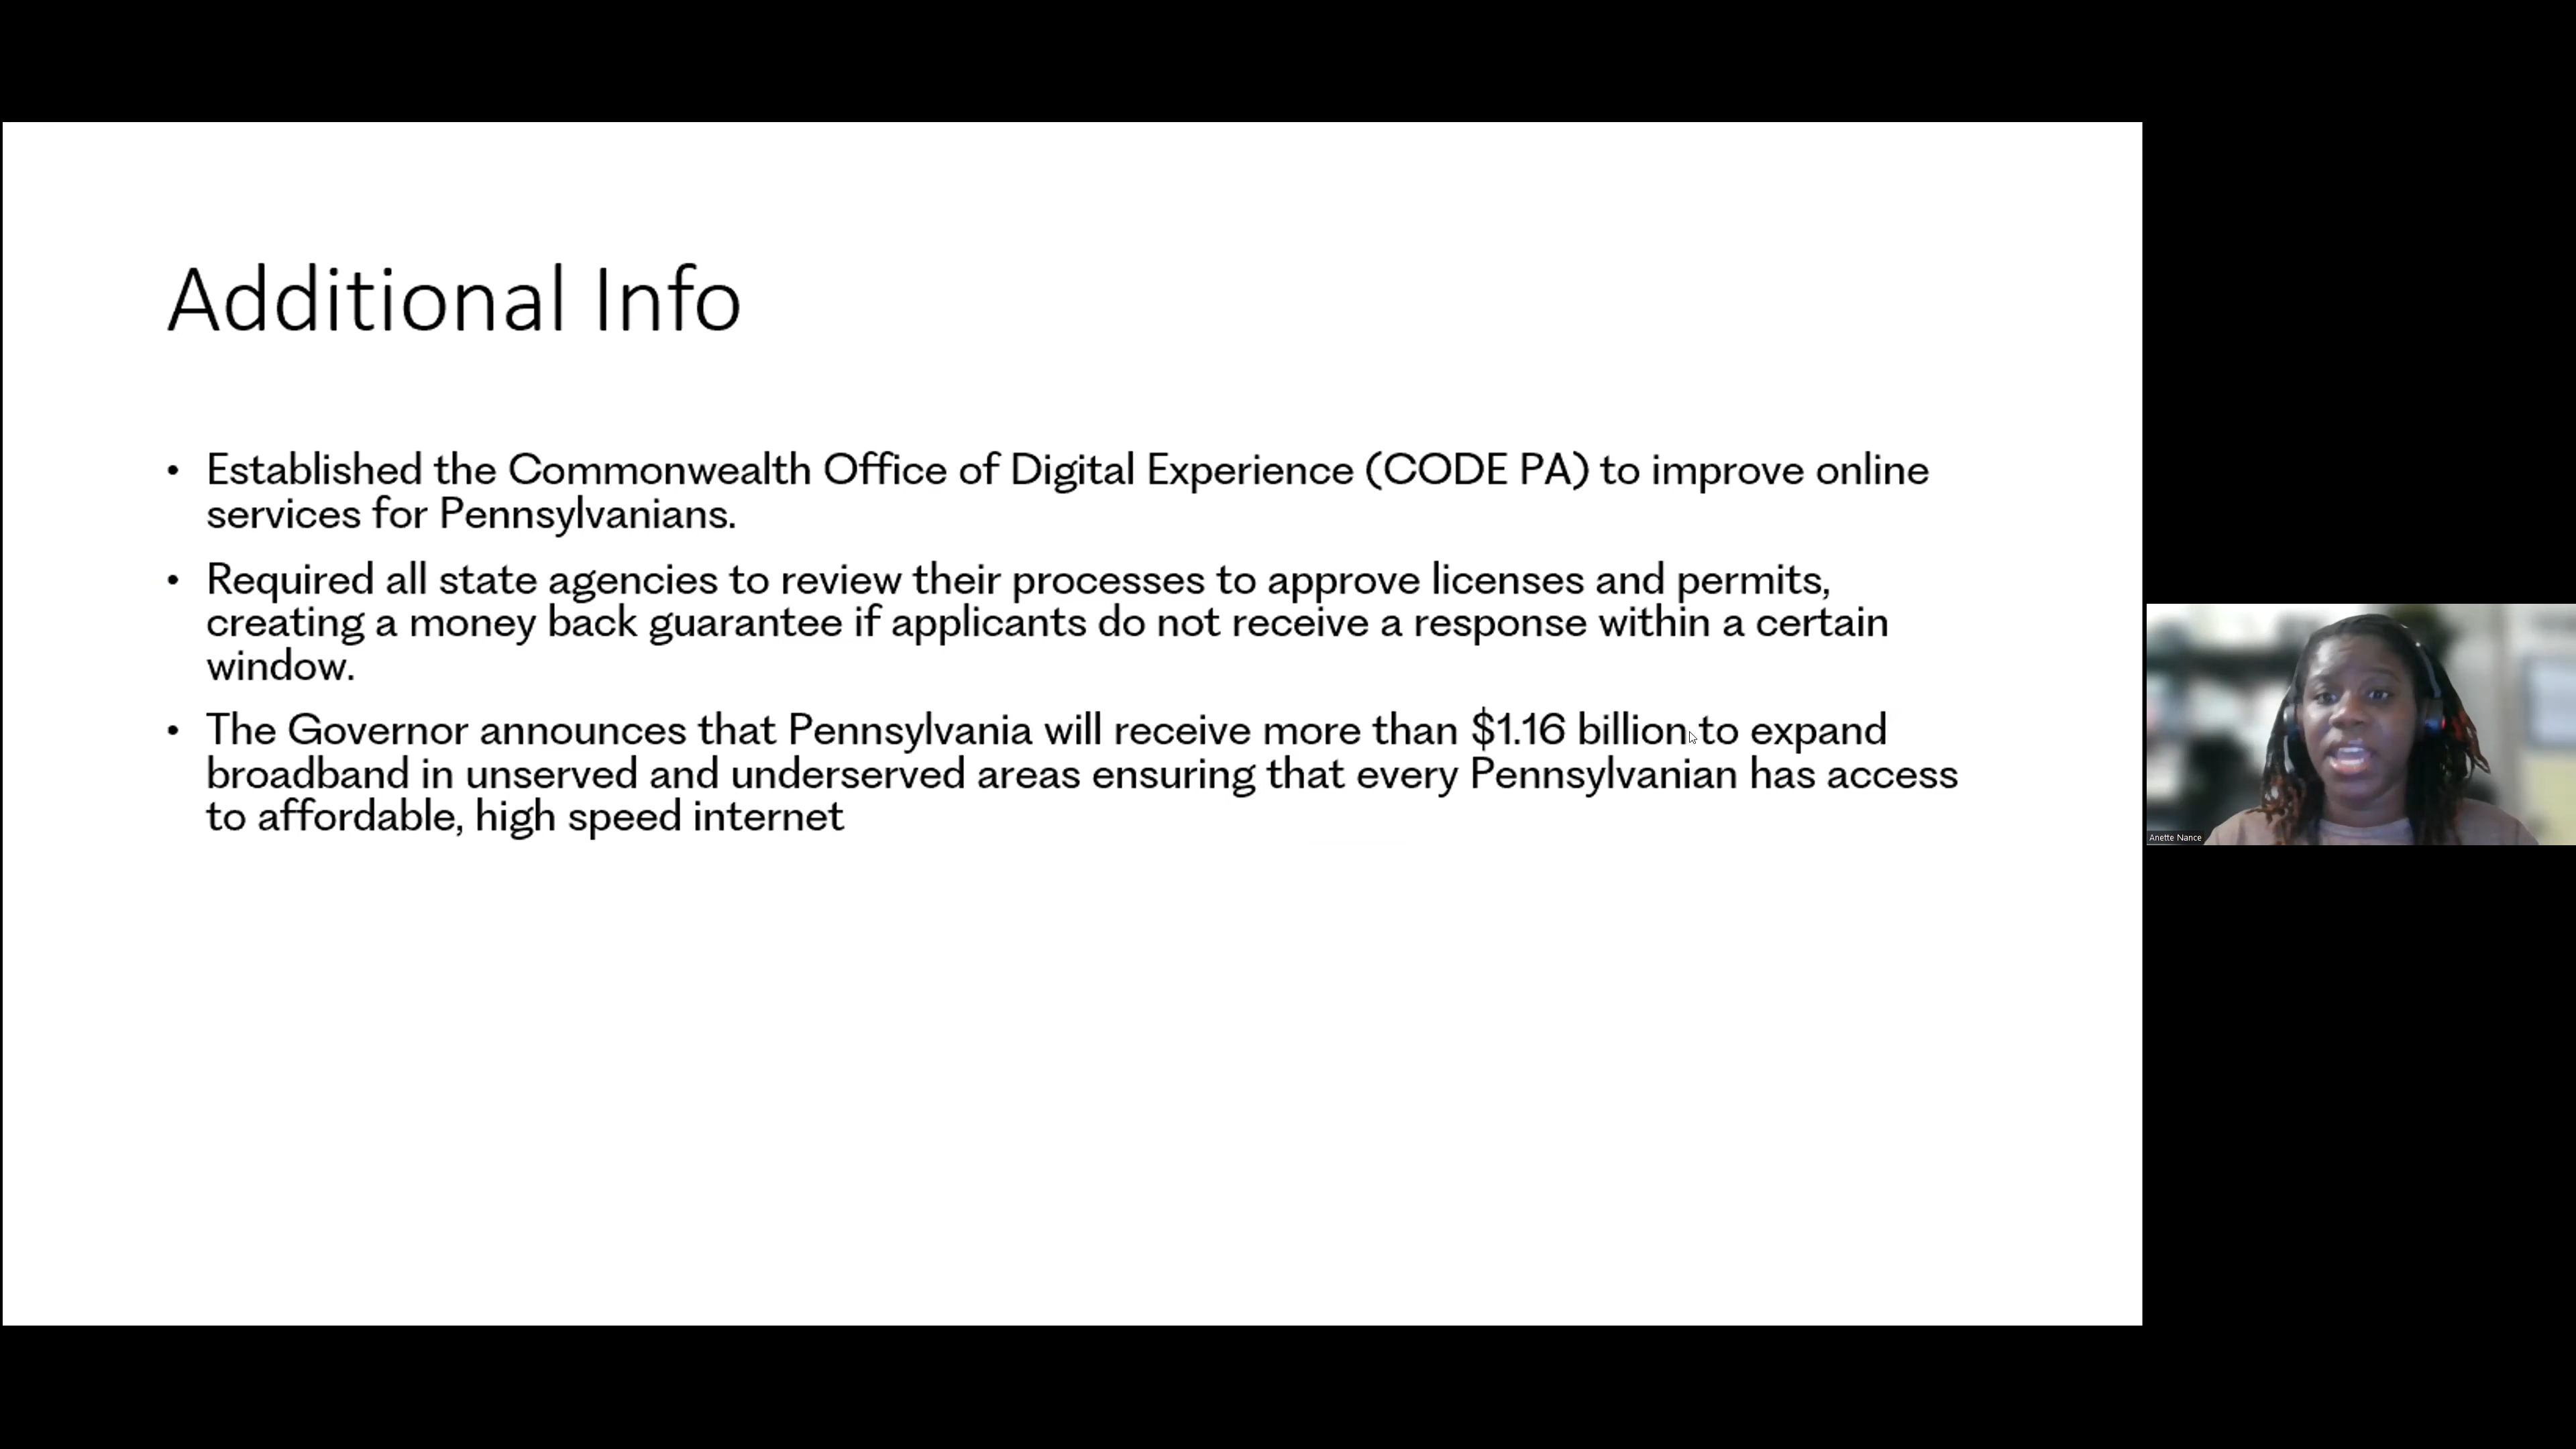 Additional Info
• Established the Commonwealth Office of Digital Experience (CODE PA) to improve online
services for Pennsylvanians.
• Required all state agencies to review their processes to approve licenses and permits,
creating a money back guarantee if applicants do not receive a response within a certain
window.
• The Governor announces that Pennsylvania will receive more than $1.16 billion to expand
broadband in unserved and underserved areas ensuring that every Pennsylvanian has access
to affordable, high speed internet
Anette Nance